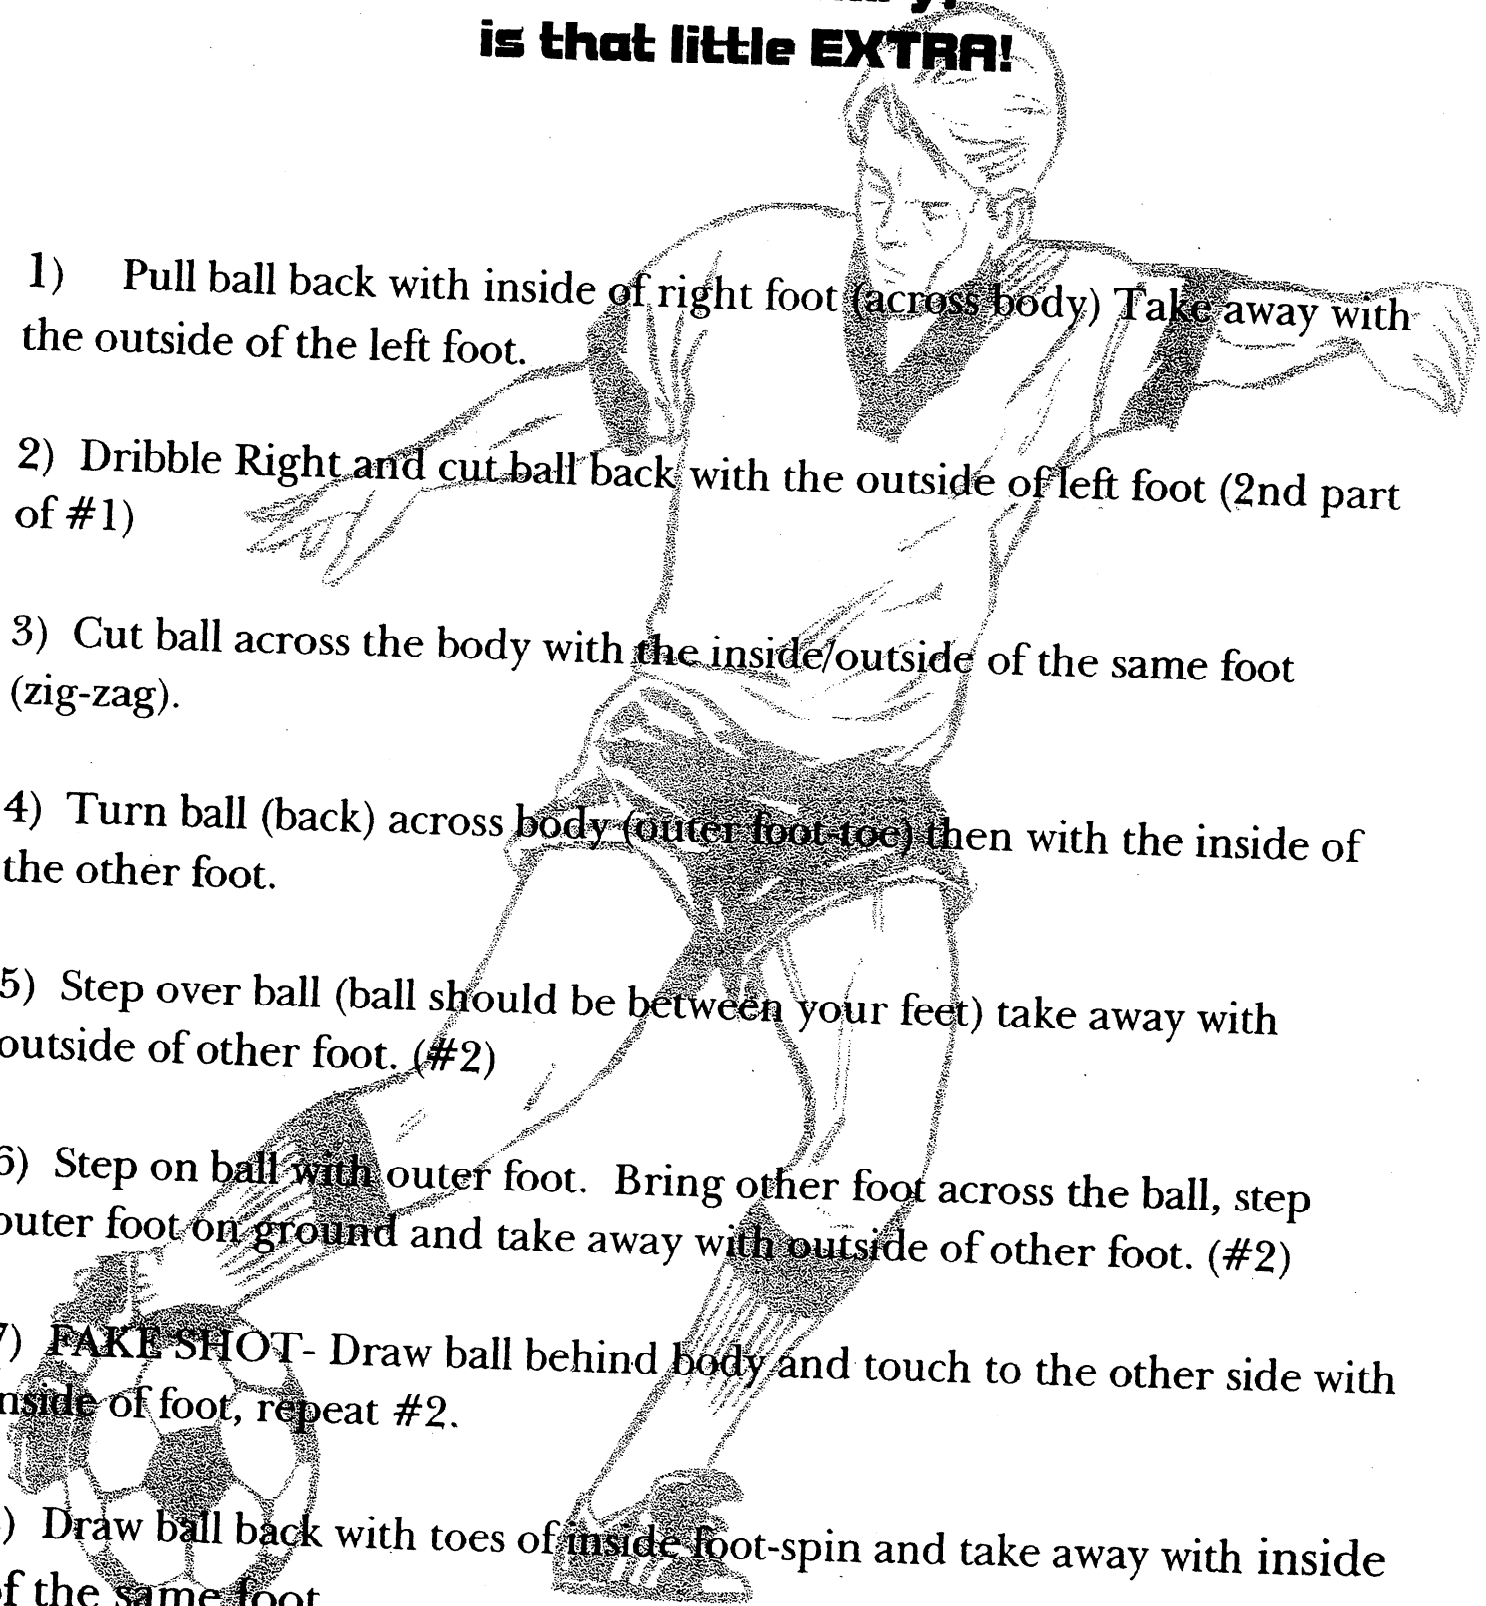 is that little EXTRA!
1) Pull ball back with inside of right foot (across body) Take away with
the outside of the left foot.
2) Dribble Right and cut ball back with the outside of left foot (2nd part
of #1)
3) Cut ball across the body with the inside/outside of the same foot
(zig-zag).
4) Turn ball (back) across body (outer foot-toe) then with the inside of
the other foot.
5) Step over ball (ball should be between your feet) take away with
outside of other foot. (#2)
6) Step on ball with outer foot. Bring other foot across the ball, step
outer foot on ground and take away with outside of other foot. (#2)
7) FAKE SHOT- Draw ball behind body and touch to the other side with
nside of foot, repeat #2.
) Draw ball back with toes of inside foot-spin and take away with inside
f the same foot